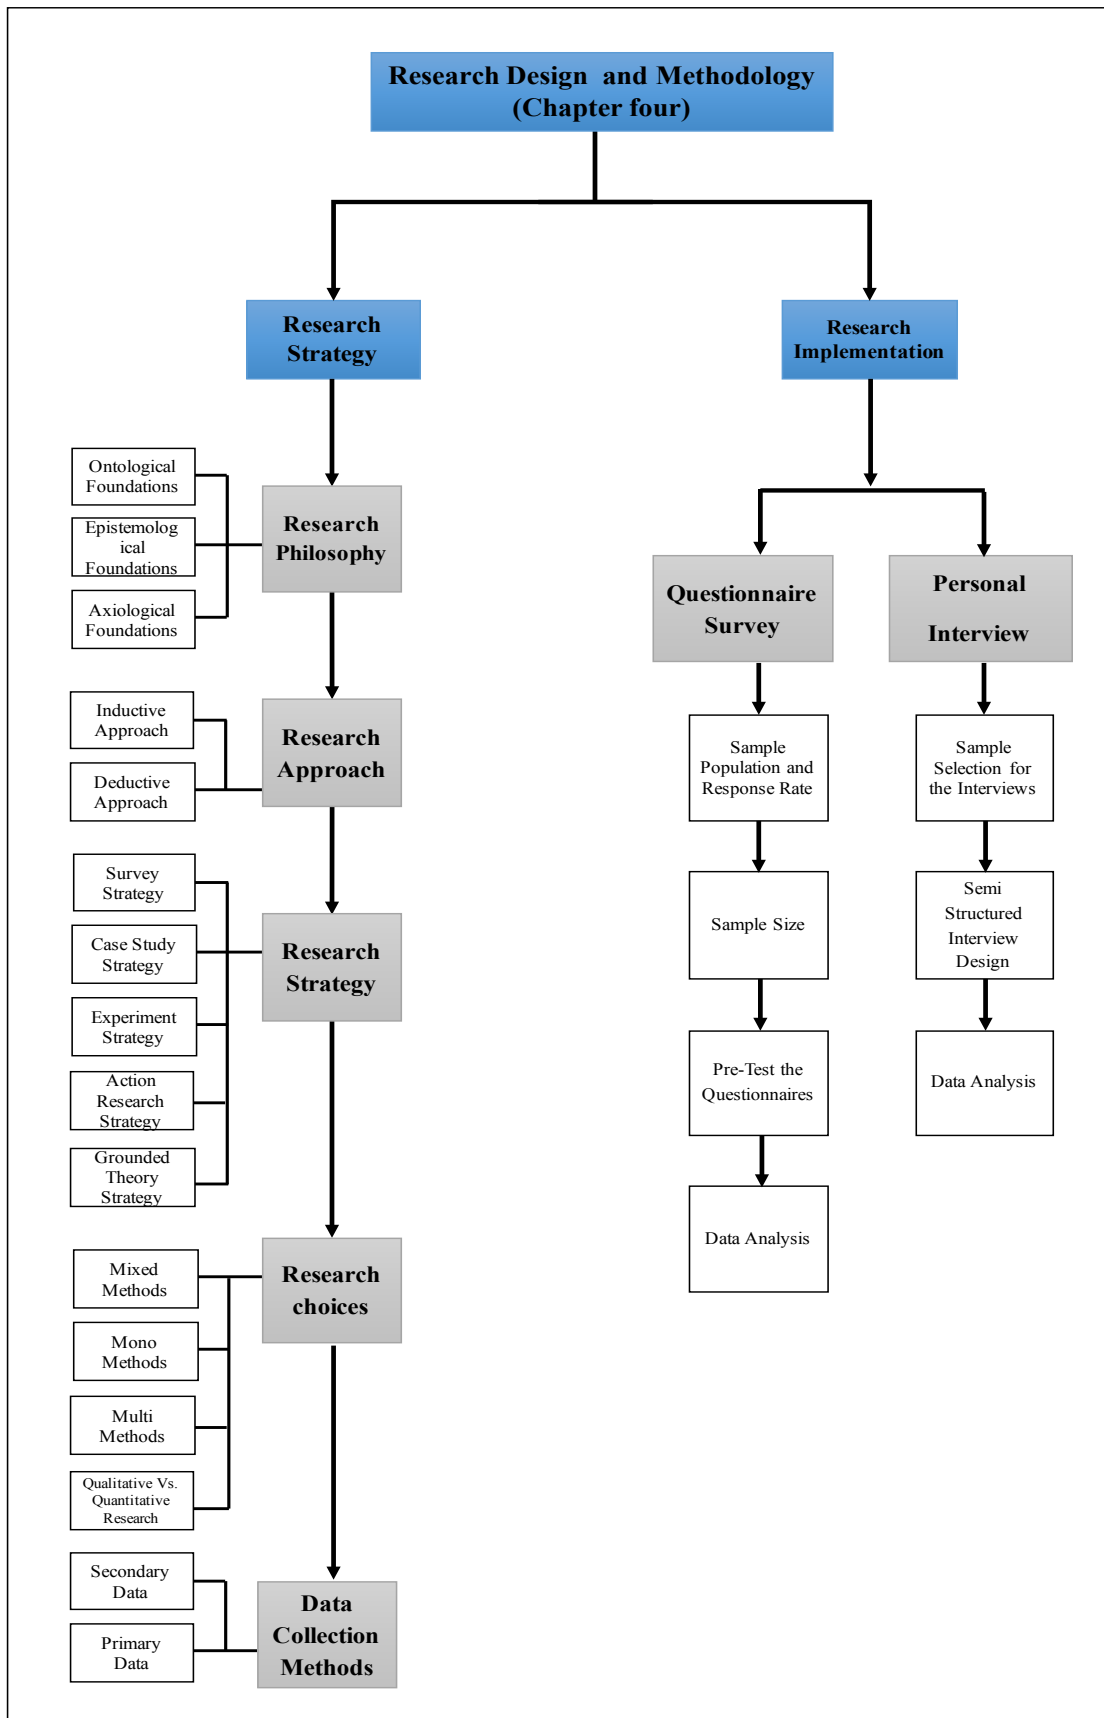 Research Design and Methodology
(Chapter four)
Research
Strategy
Research
Implementation
Ontological
Foundations
Epistemolog
ical
Foundations
Axiological
Foundations
Research
Philosophy
Inductive
Approach
Deductive
Approach
Research
Approach
Survey
Strategy
Case Study
Strategy
Experiment
Strategy
Action
Research
Strategy
Grounded
Theory
Strategy
Research
Strategy
Mixed
Methods
Mono
Methods
Multi
Methods
Qualitative Vs.
Quantitative
Research
Research
choices
Secondary
Data
Primary
Data
Data
Collection
Methods
Questionnaire
Survey
Sample
Population and
Response Rate
Sample Size
Pre-Test the
Questionnaires
Data Analysis
Personal
Interview
Sample
Selection for
the Interviews
Semi
Structured
Interview
Design
Data Analysis